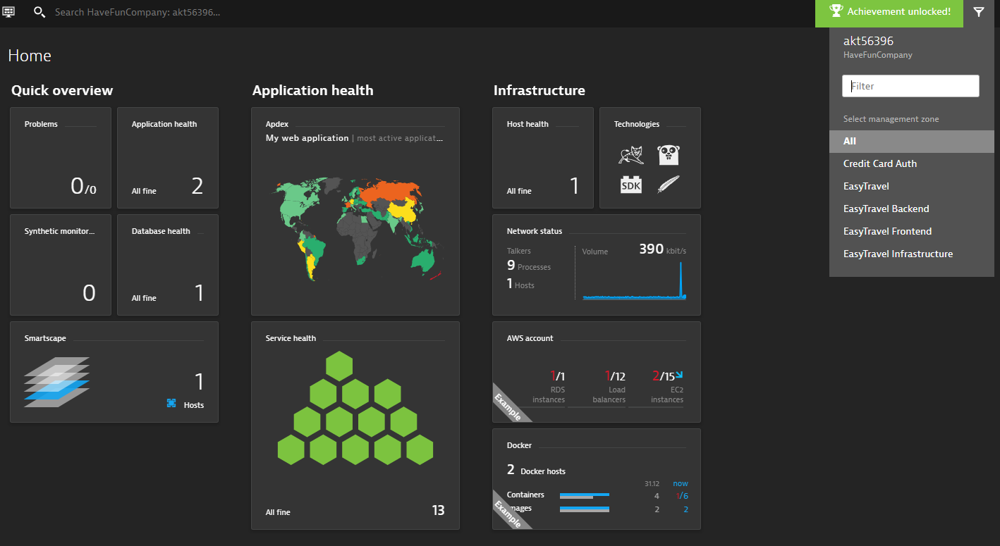 Search HaveFunCompany: akt56396...
Achievement unlocked!
akt56396
HaveFunCompany
Filter
Select management zone
All
Credit Card Auth
EasyTravel
EasyTravel Backend
EasyTravel Frontend
EasyTravel Infrastructure
Home
Quick overview
Problems
0/0
Application health
All fine 2
Synthetic monitor...
0
Database health
All fine 1
Smartscape
1
Hosts
Application health
Apdex
My web application | most active applicat...
Service health
All fine 13
Infrastructure
Host health
All fine 1
Technologies
SDK
Network status
Talkers
9 Processes
1 Hosts
Volume 390 kbit/s
AWS account
1/1 1/12 2/15
RDS Load EC2
instances balancers instances
Example
Docker
2 Docker hosts
31.12 now
Containers 4 1/6
mages 2 2
Example